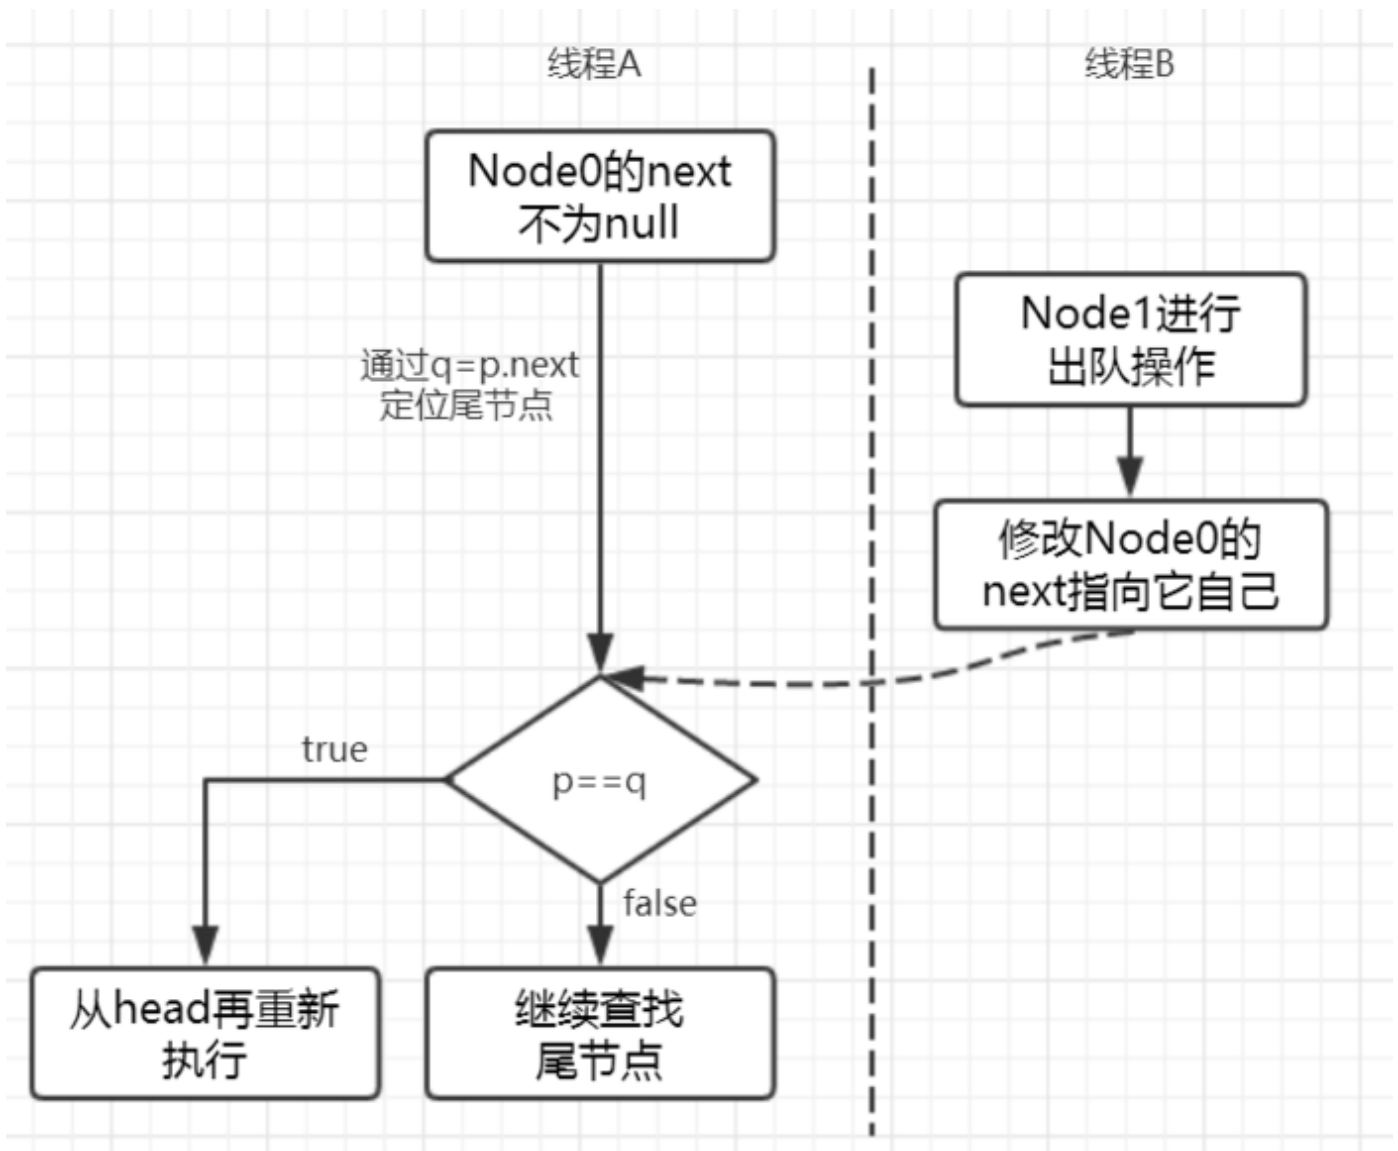 线程A
线程B
Node0的next
不为null
Node1进行
出队操作
通过q=p.next
定位尾节点
修改Node0的
next指向它自己
true
p==q
false
从head再重新
执行
继续查找
尾节点